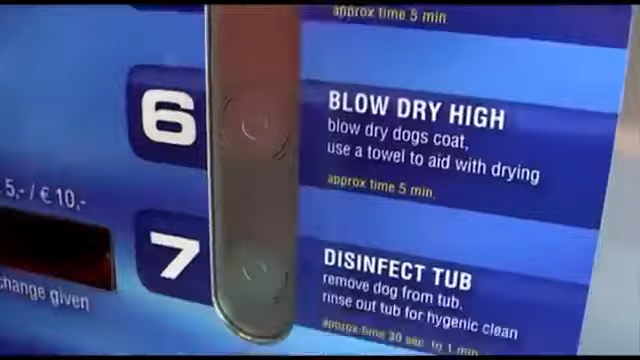 approx time 5 min
6
BLOW DRY HIGH
blow dry dogs coat,
use a towel to aid with drying
approx time 5 min.
5,- / € 10,-
change given
7
DISINFECT TUB
remove dog from tub,
rinse out tub for hygenic clean
approx time 30 sec. to 1 min